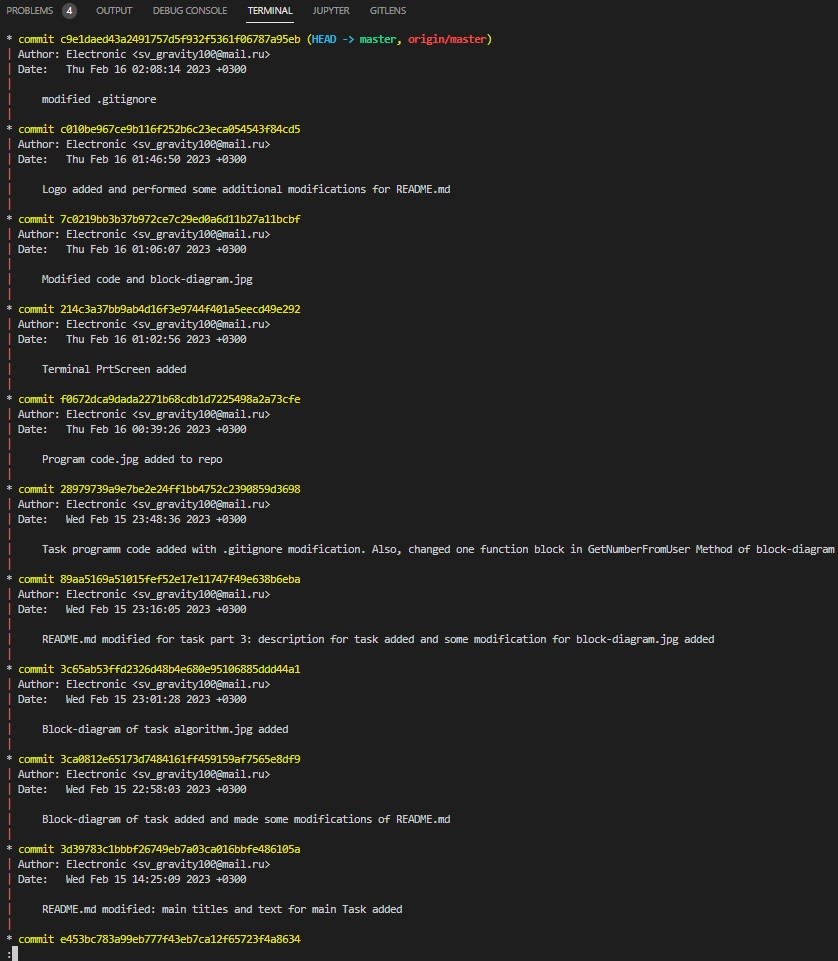 PROBLEMS 4 OUTPUT DEBUG CONSOLE TERMINAL JUPYTER GITLENS
* commit c9e1daed43a2491757d5f932f5361f06787a95eb (HEAD -> master, origin/master)
| Author: Electronic <sv_gravity100@mail.ru>
| Date:   Thu Feb 16 02:08:14 2023 +0300
|
|     modified .gitignore
|
* commit c010be967ce9b116f252b6c23eca054543f84cd5
| Author: Electronic <sv_gravity100@mail.ru>
| Date:   Thu Feb 16 01:46:50 2023 +0300
|
|     Logo added and performed some additional modifications for README.md
|
* commit 7c0219bb3b37b972ce7c29ed0a6d11b27a11bcbf
| Author: Electronic <sv_gravity100@mail.ru>
| Date:   Thu Feb 16 01:06:07 2023 +0300
|
|     Modified code and block-diagram.jpg
|
* commit 214c3a37bb9ab4d16f3e9744f401a5eecd49e292
| Author: Electronic <sv_gravity100@mail.ru>
| Date:   Thu Feb 16 01:02:56 2023 +0300
|
|     Terminal PrtScreen added
|
* commit f0672dca9dada2271b68cdb1d7225498a2a73cfe
| Author: Electronic <sv_gravity100@mail.ru>
| Date:   Thu Feb 16 00:39:26 2023 +0300
|
|     Program code.jpg added to repo
|
* commit 28979739a9e7be2e24ff1bb4752c2390859d3698
| Author: Electronic <sv_gravity100@mail.ru>
| Date:   Wed Feb 15 23:48:36 2023 +0300
|
|     Task programm code added with .gitignore modification. Also, changed one function block in GetNumberFromUser Method of block-diagram
|
* commit 89aa5169a51015fef52e17e11747f49e638b6eba
| Author: Electronic <sv_gravity100@mail.ru>
| Date:   Wed Feb 15 23:16:05 2023 +0300
|
|     README.md modified for task part 3: description for task added and some modification for block-diagram.jpg added
|
* commit 3c65ab53ffd2326d48b4e680e95106885ddd44a1
| Author: Electronic <sv_gravity100@mail.ru>
| Date:   Wed Feb 15 23:01:28 2023 +0300
|
|     Block-diagram of task algorithm.jpg added
|
* commit 3ca0812e65173d7484161ff459159af7565e8df9
| Author: Electronic <sv_gravity100@mail.ru>
| Date:   Wed Feb 15 22:58:03 2023 +0300
|
|     Block-diagram of task added and made some modifications of README.md
|
* commit 3d39783c1bbbf26749eb7a03ca016bbfe486105a
| Author: Electronic <sv_gravity100@mail.ru>
| Date:   Wed Feb 15 14:25:09 2023 +0300
|
|     README.md modified: main titles and text for main Task added
|
* commit e453bc783a99eb777f43eb7ca12f65723f4a8634
: